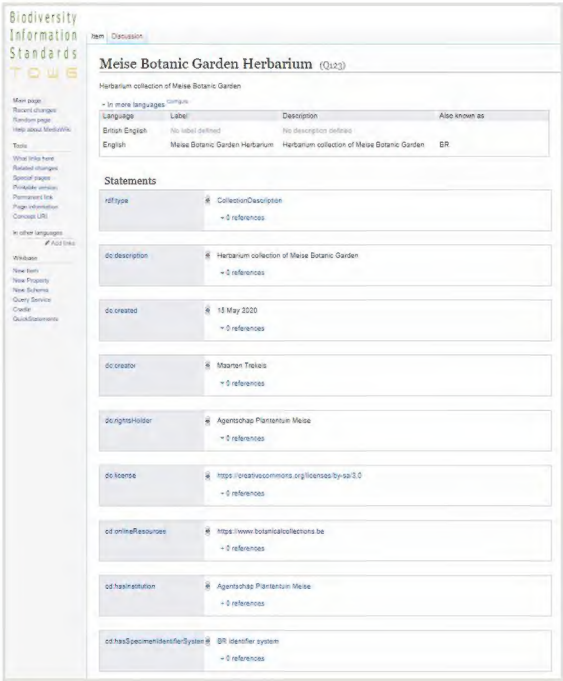 Biodiversity
Information
Standards
TDWG
Main page
Recent changes
Random page
Help about MediaWiki
Tools
What links here
Related changes
Special pages
Printable version
Permanent link
Page information
Concept URI
In other languages
Add links
Wikibase
New Item
New Property
New Schema
Query Service
Credits
QuickStatements
Item Discussion
Meise Botanic Garden Herbarium (Q123)
Herbarium collection of Meise Botanic Garden
In more languages Configure
Language Label Description Also known as
British English No label defined No description defined
English Meise Botanic Garden Herbarium Herbarium collection of Meise Botanic Garden BR
Statements
rdf:type CollectionDescription
+ 0 references
dc:description Herbarium collection of Meise Botanic Garden
+ 0 references
dc:created 15 May 2020
+ 0 references
dc:creator Maarten Trekels
+ 0 references
dc:rightsHolder Agentschap Plantentuin Meise
+ 0 references
dc:license https://creativecommons.org/licenses/by-sa/3.0
+ 0 references
cd:onlineResources https://www.botanicalcollections.be
+ 0 references
cd:hasInstitution Agentschap Plantentuin Meise
+ 0 references
cd:hasSpecimenIdentifierSystem BR identifier system
+ 0 references